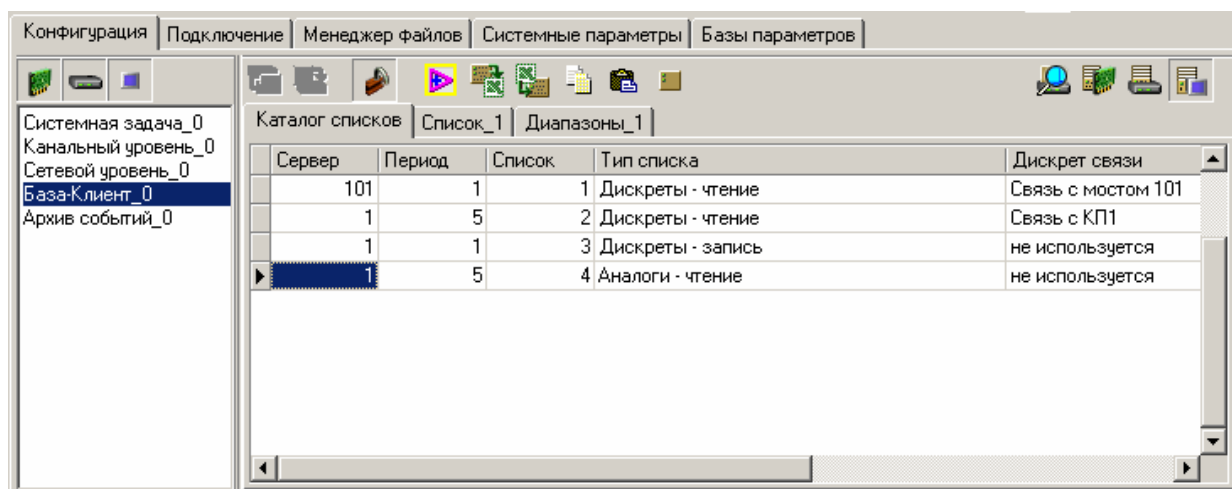 Конфигурация Подключение Менеджер файлов Системные параметры Базы параметров
Системная задача_0
Канальный уровень_0
Сетевой уровень_0
База-Клиент_0
Архив событий_0
Каталог списков Список_1 Диапазоны_1
Сервер Период Список Тип списка Дискрет связи
101 1 1 Дискреты - чтение Связь с мостом 101
1 5 2 Дискреты - чтение Связь с КП1
1 1 3 Дискреты - запись не используется
1 5 4 Аналоги - чтение не используется